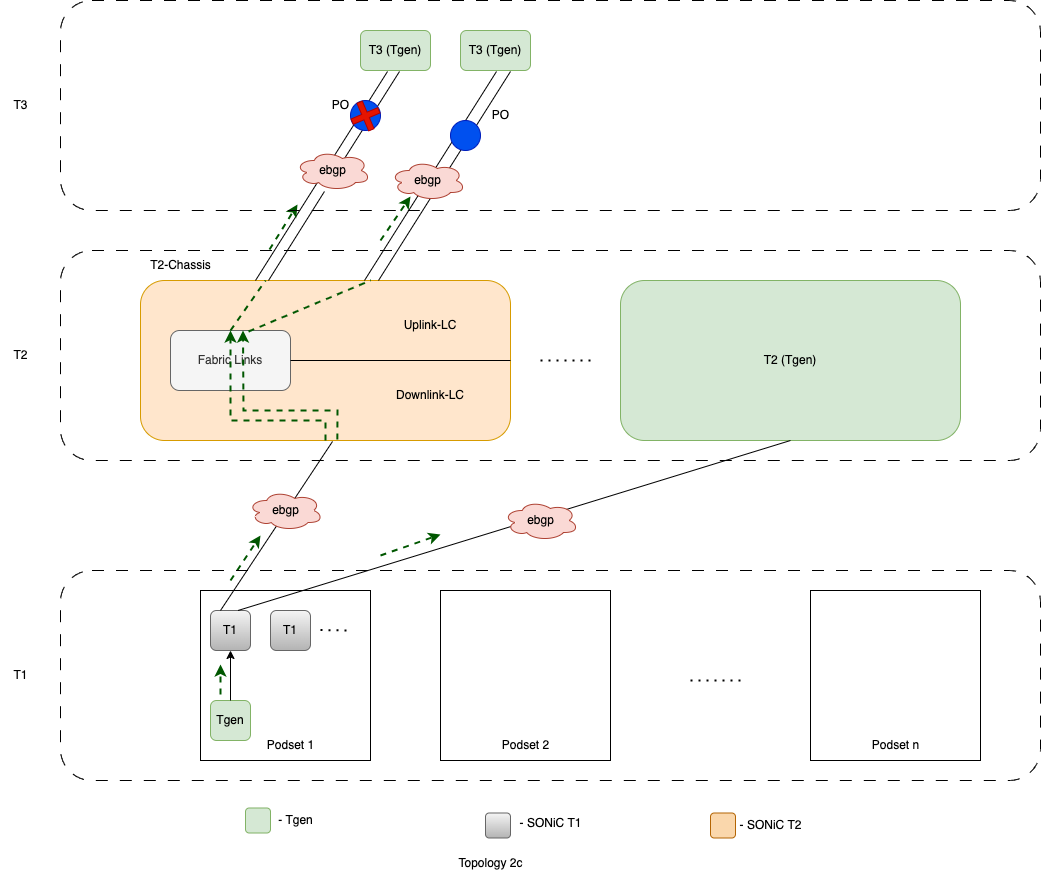 T3 (Tgen)
T3 (Tgen)
PO
T3
PO
ebgp
ebgp
T2-Chassis
Uplink-LC
T2
Fabric Links
.......
T2 (Tgen)
Downlink-LC
ebgp
ebgp
T1
T1
....
T1
.......
Tgen
Podset 1
Podset 2
Podset n
- Tgen
- SONiC T1
- SONiC T2
Topology 2c